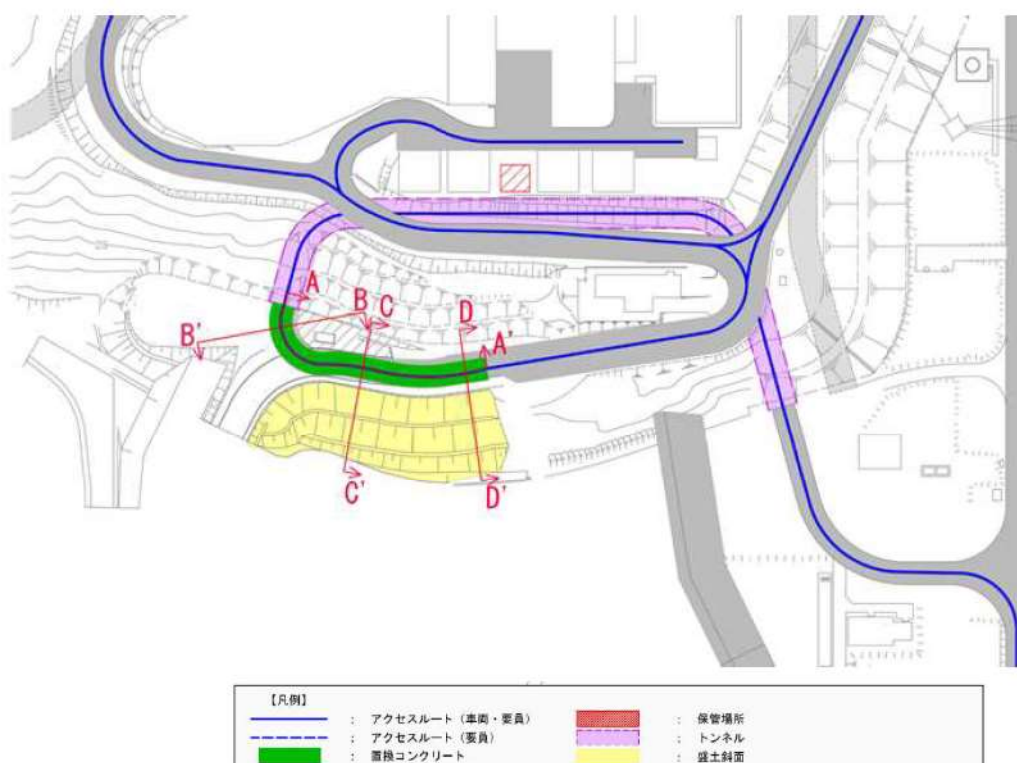 A
B C
D
B'
A'
C'
D'
【凡例】
： アクセスルート（車両・要員） ： 保管場所
： アクセスルート（要員） ： トンネル
： 置換コンクリート ： 盛土斜面